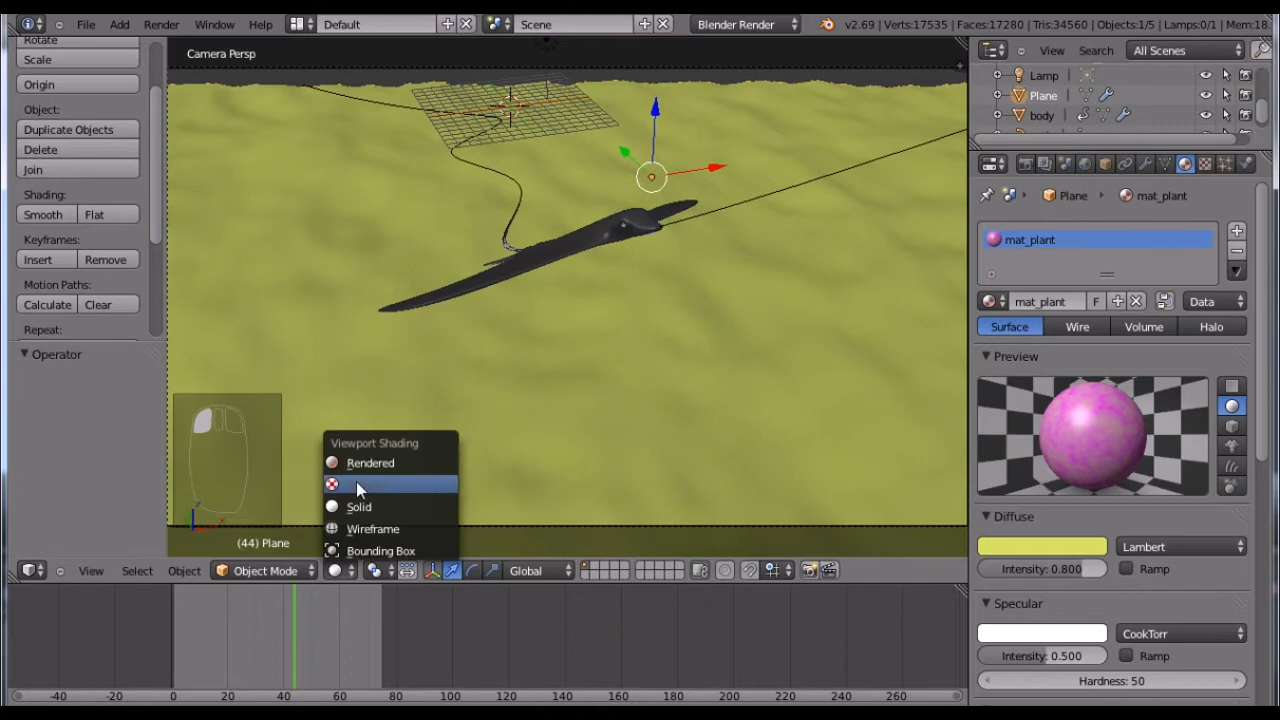 File Add Render Window Help Default Scene Blender Render v2.69 | Verts:17535 | Faces:17280 | Tris:34560 | Objects:1/5 | Lamps:0/1 | Mem:18.
Rotate
Scale
Origin
Object:
Duplicate Objects
Delete
Join
Shading:
Smooth Flat
Keyframes:
Insert Remove
Motion Paths:
Calculate Clear
Repeat:
Operator
Camera Persp
(44) Plane
Viewport Shading
Rendered
Solid
Wireframe
Bounding Box
View Select Object Object Mode Global
-40 -20 0 20 40 60 80 100 120 140 160 180 200 220 240 260
View Search All Scenes
Lamp
Plane
body
Plane mat_plant
mat_plant
mat_plant F Data
Surface Wire Volume Halo
Preview
Diffuse
Lambert
Intensity: 0.800 Ramp
Specular
CookTorr
Intensity: 0.500 Ramp
Hardness: 50